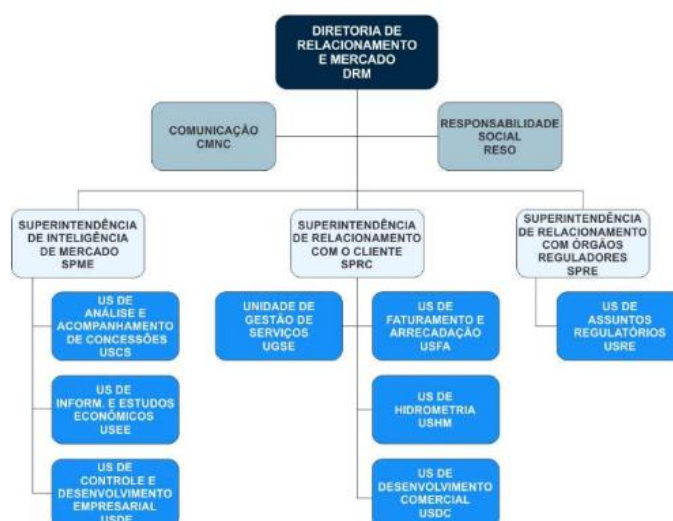 DIRETORIA DE
RELACIONAMENTO
E MERCADO
DRM
COMUNICAÇÃO
CMNC
RESPONSABILIDADE
SOCIAL
RESO
SUPERINTENDÊNCIA
DE INTELIGÊNCIA
DE MERCADO
SPME
SUPERINTENDÊNCIA
DE RELACIONAMENTO
COM O CLIENTE
SPRC
SUPERINTENDÊNCIA
DE RELACIONAMENTO
COM ÓRGÃOS
REGULADORES
SPRE
US DE
ANÁLISE E
ACOMPANHAMENTO
DE CONCESSÕES
USCS
UNIDADE DE
GESTÃO DE
SERVIÇOS
UGSE
US DE
FATURAMENTO E
ARRECADAÇÃO
USFA
US DE
ASSUNTOS
REGULATÓRIOS
USRE
US DE
INFORM. E ESTUDOS
ECONÔMICOS
USEE
US DE
HIDROMETRIA
USHM
US DE
CONTROLE E
DESENVOLVIMENTO
EMPRESARIAL
USDE
US DE
DESENVOLVIMENTO
COMERCIAL
USDC